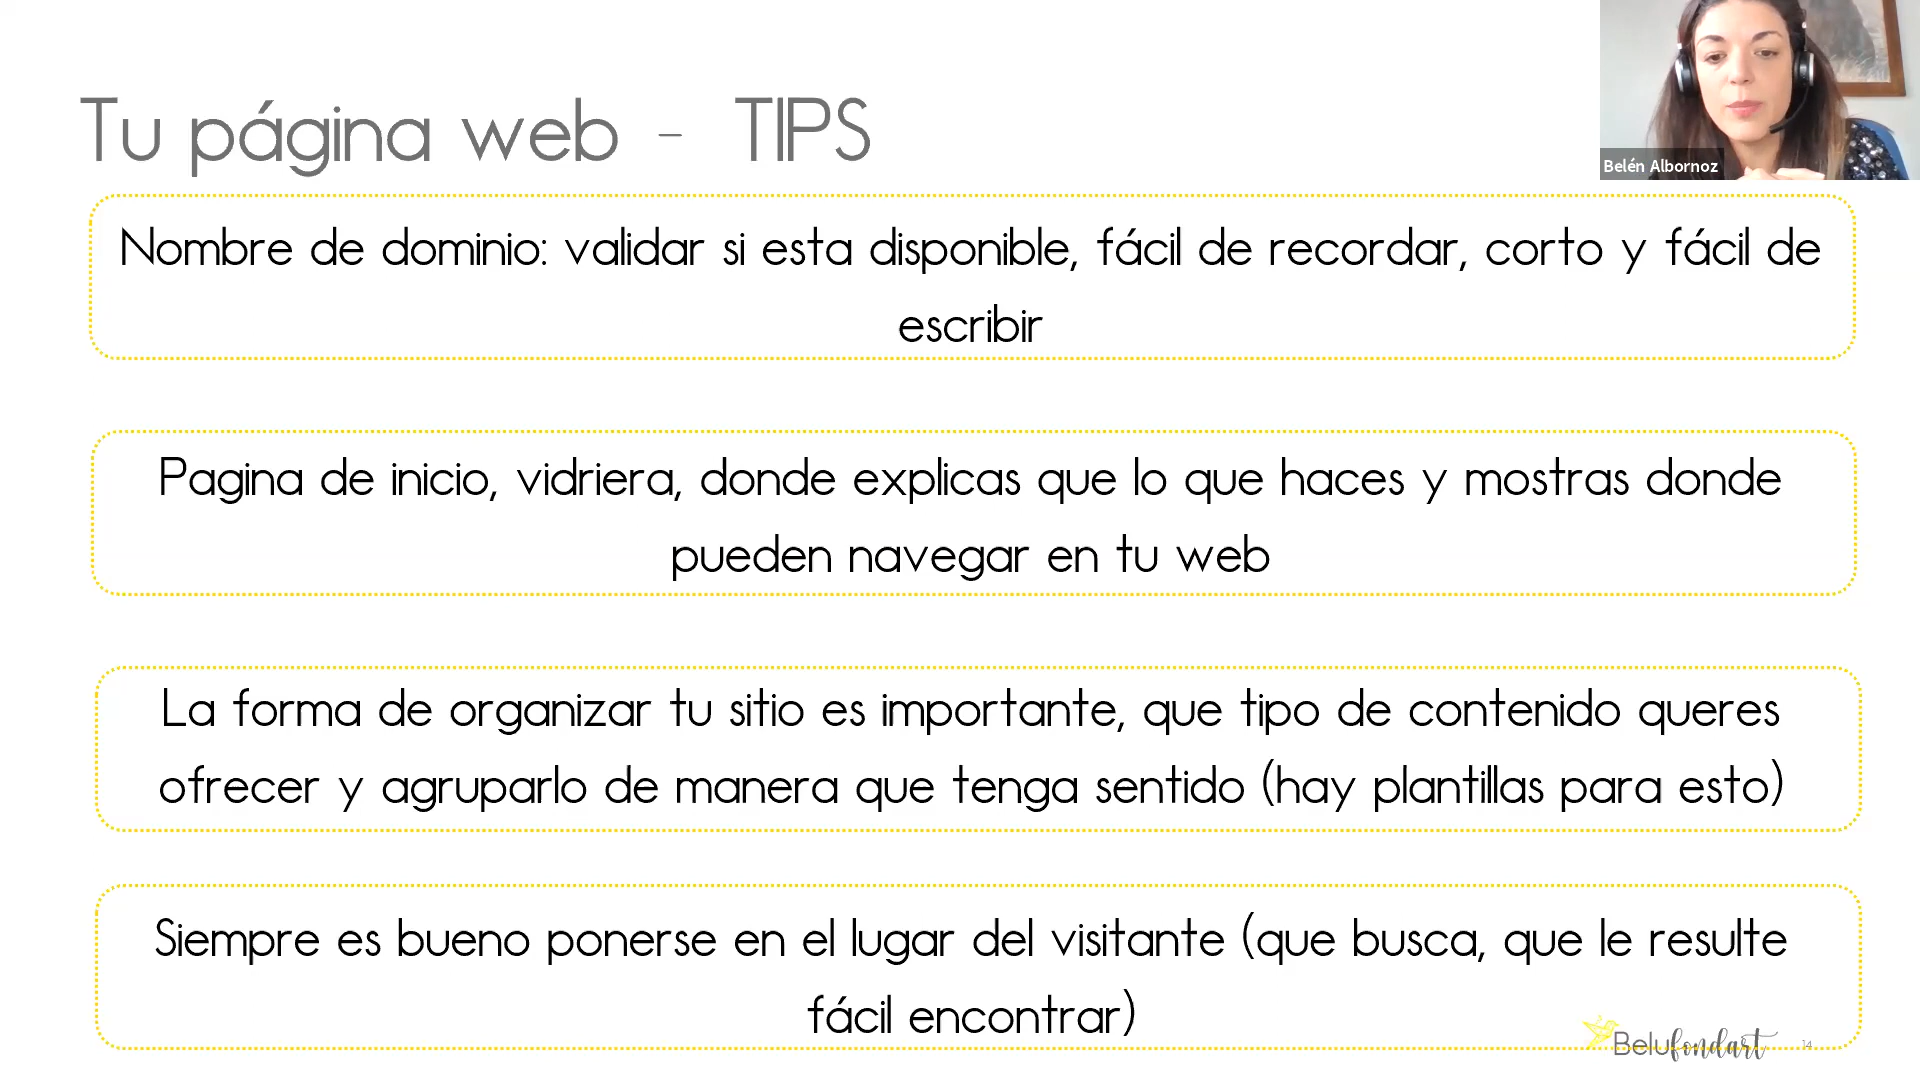 Tu página web - TIPS
Belén Albornoz
Nombre de dominio: validar si esta disponible, fácil de recordar, corto y fácil de
escribir
Pagina de inicio, vidriera, donde explicas que lo que haces y mostras donde
pueden navegar en tu web
La forma de organizar tu sitio es importante, que tipo de contenido queres
ofrecer y agruparlo de manera que tenga sentido (hay plantillas para esto)
Siempre es bueno ponerse en el lugar del visitante (que busca, que le resulte
fácil encontrar)
Belufondart
14